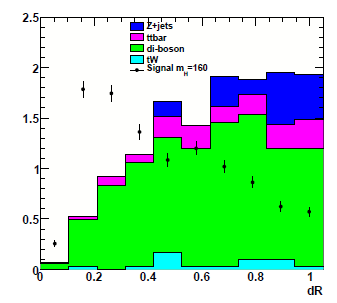 2.5
2
1.5
1
0.5
0
Z+jets
ttbar
di-boson
tW
Signal m_H=160
0 0.2 0.4 0.6 0.8 1
dR